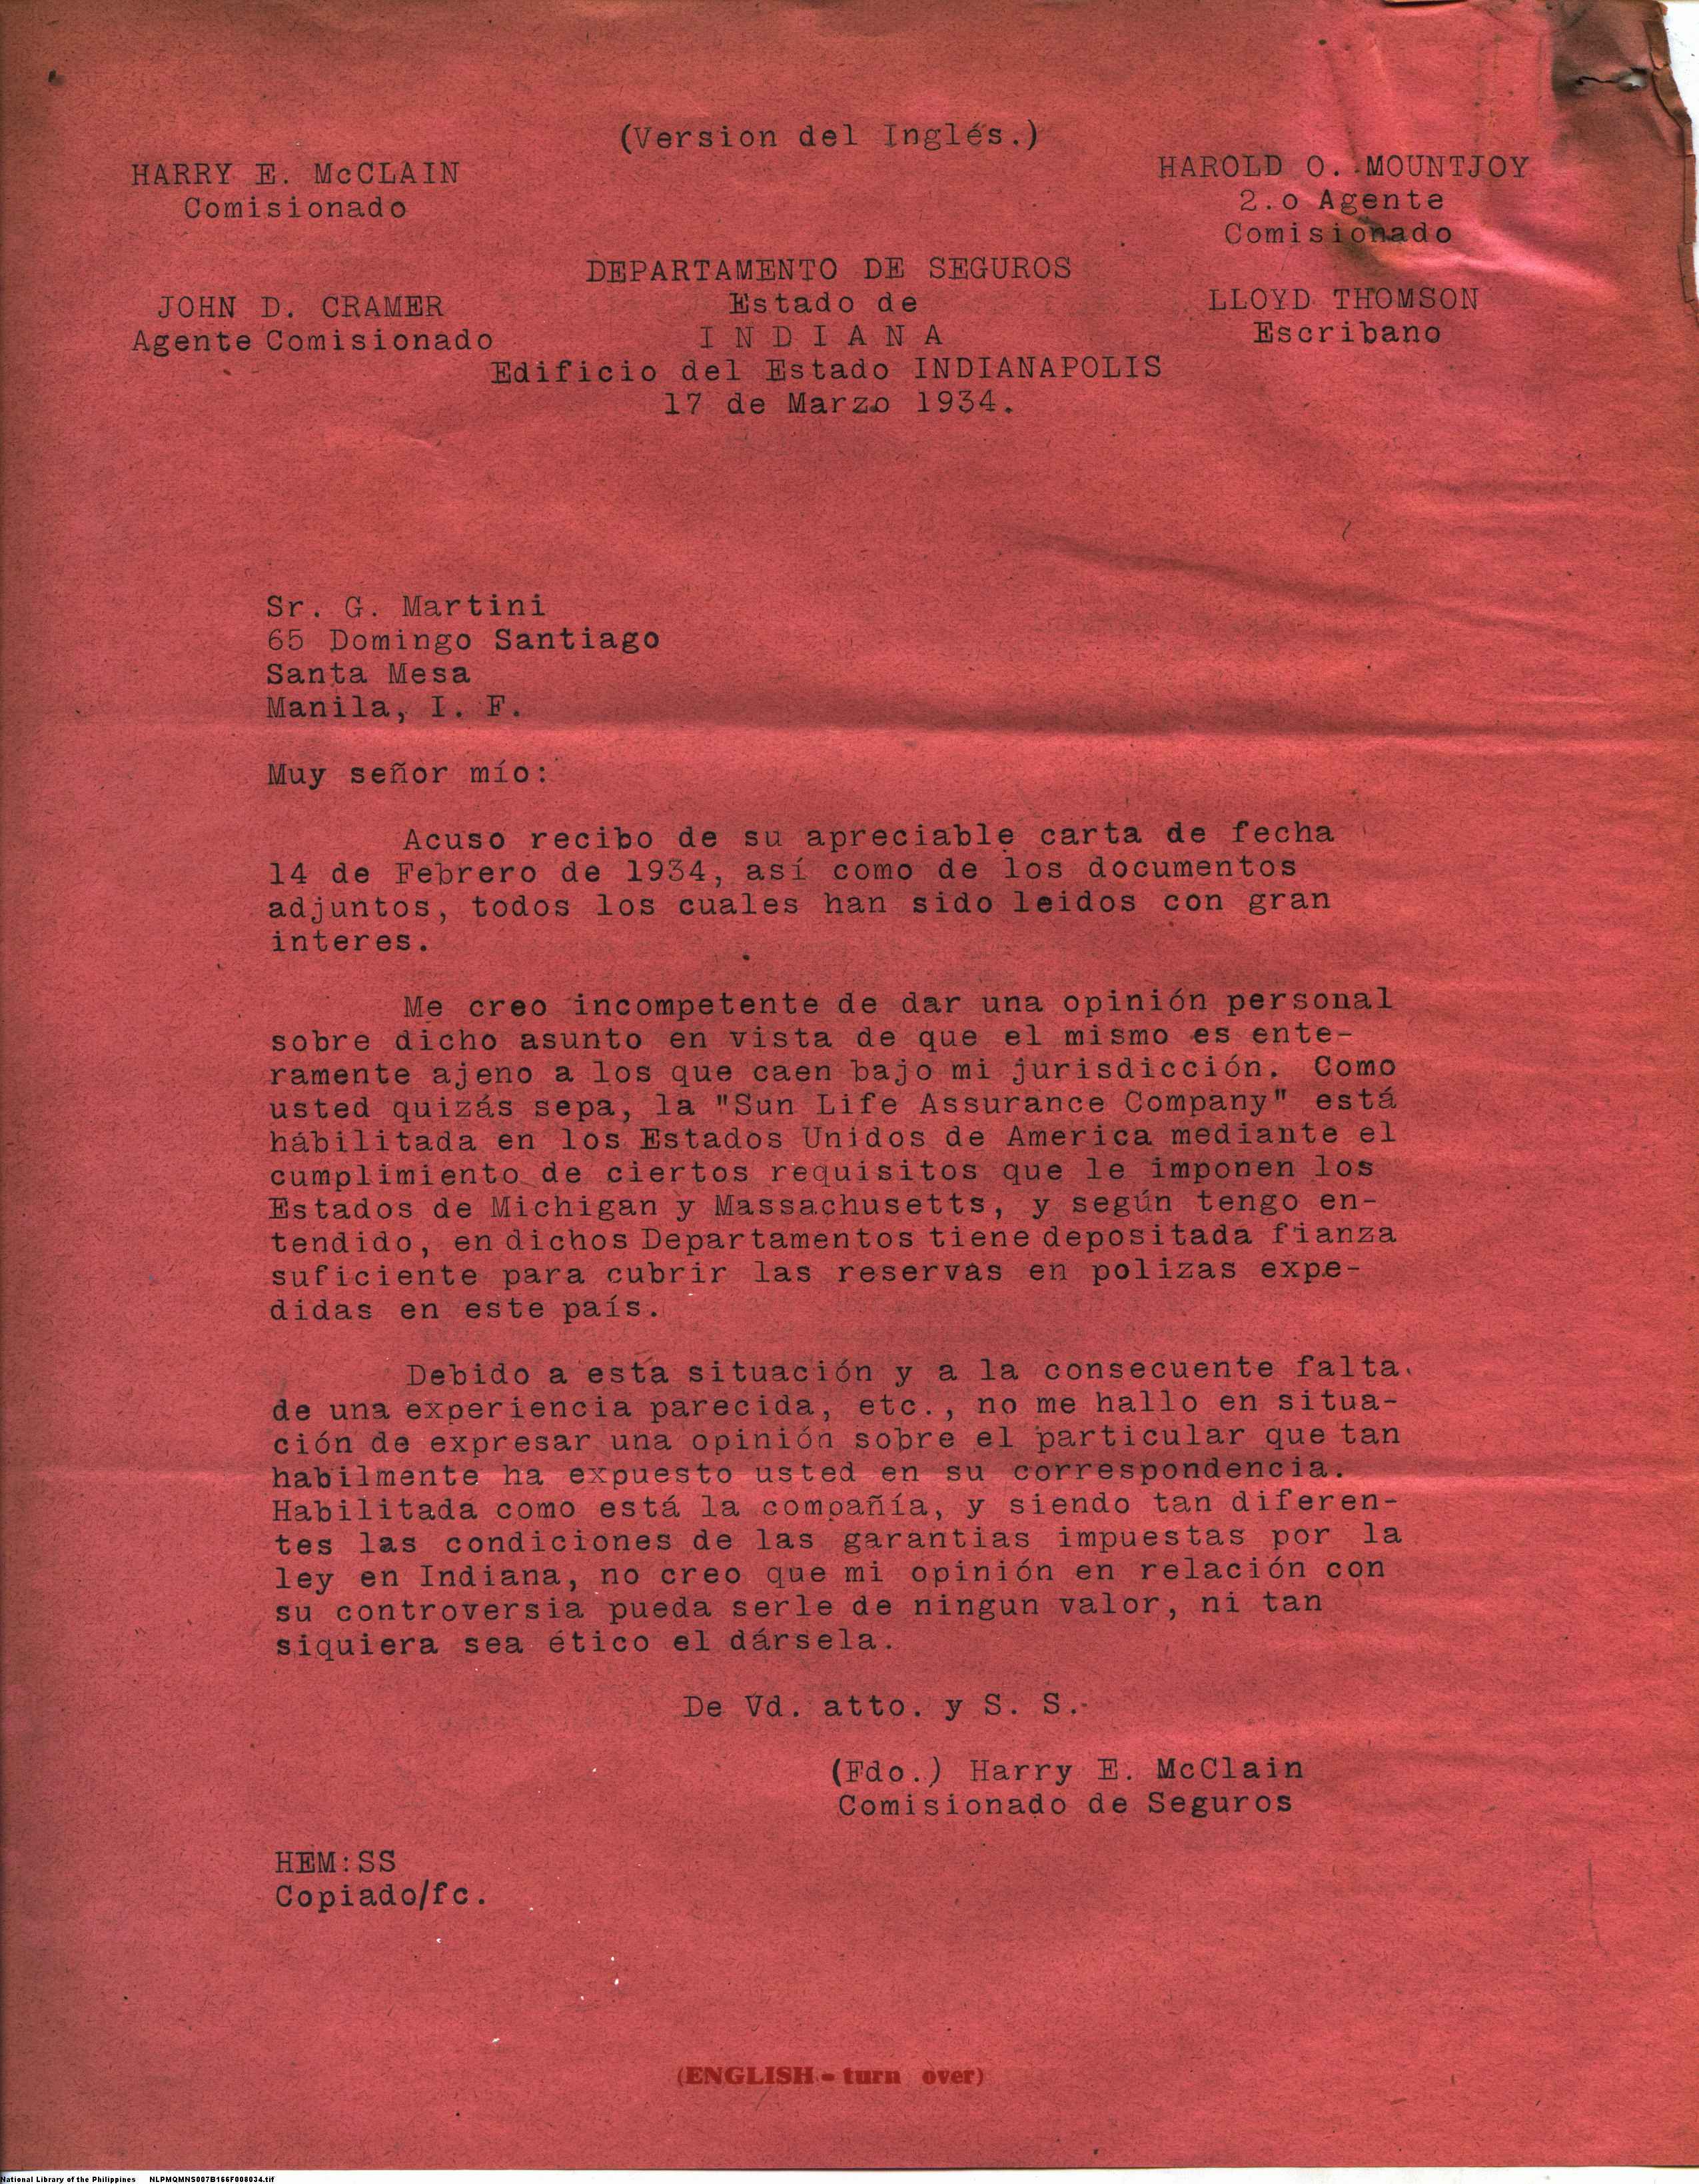 (Version del Inglés.)
HARRY E. McCLAIN
Comisionado
HAROLD O. MOUNTJOY
2.o Agente
Comisionado
JOHN D. CRAMER
Agente Comisionado
DEPARTAMENTO DE SEGUROS
Estado de
I N D I A N A
Edificio del Estado INDIANAPOLIS
17 de Marzo 1934.
LLOYD THOMSON
Escribano
Sr. G. Martini
65 Domingo Santiago
Santa Mesa
Manila, I. F.
Muy señor mío:
Acuso recibo de su apreciable carta de fecha
14 de Febrero de 1934, así como de los documentos
adjuntos, todos los cuales han sido leidos con gran
interes.
Me creo incompetente de dar una opinión personal
sobre dicho asunto en vista de que el mismo es ente-
ramente ajeno a los que caen bajo mi jurisdicción. Como
usted quizás sepa, la "Sun Life Assurance Company" está
hábilitada en los Estados Unidos de America mediante el
cumplimiento de ciertos requisitos que le imponen los
Estados de Michigan y Massachusetts, y según tengo en-
tendido, en dichos Departamentos tiene depositada fianza
suficiente para cubrir las reservas en polizas expe-
didas en este país.
Debido a esta situación y a la consecuente falta
de una experiencia parecida, etc., no me hallo en situa-
ción de expresar una opinión sobre el particular que tan
habilmente ha expuesto usted en su correspondencia.
Habilitada como está la compañía, y siendo tan diferen-
tes las condiciones de las garantias impuestas por la
ley en Indiana, no creo que mi opinión en relación con
su controversia pueda serle de ningun valor, ni tan
siquiera sea ético el dársela.
De Vd. atto. y S. S.
(Fdo.) Harry E. McClain
Comisionado de Seguros
HEM:SS
Copiado/fc.
(ENGLISH - turn over)
National Library of the Philippines NLPMQMNS007B166F008034.tif